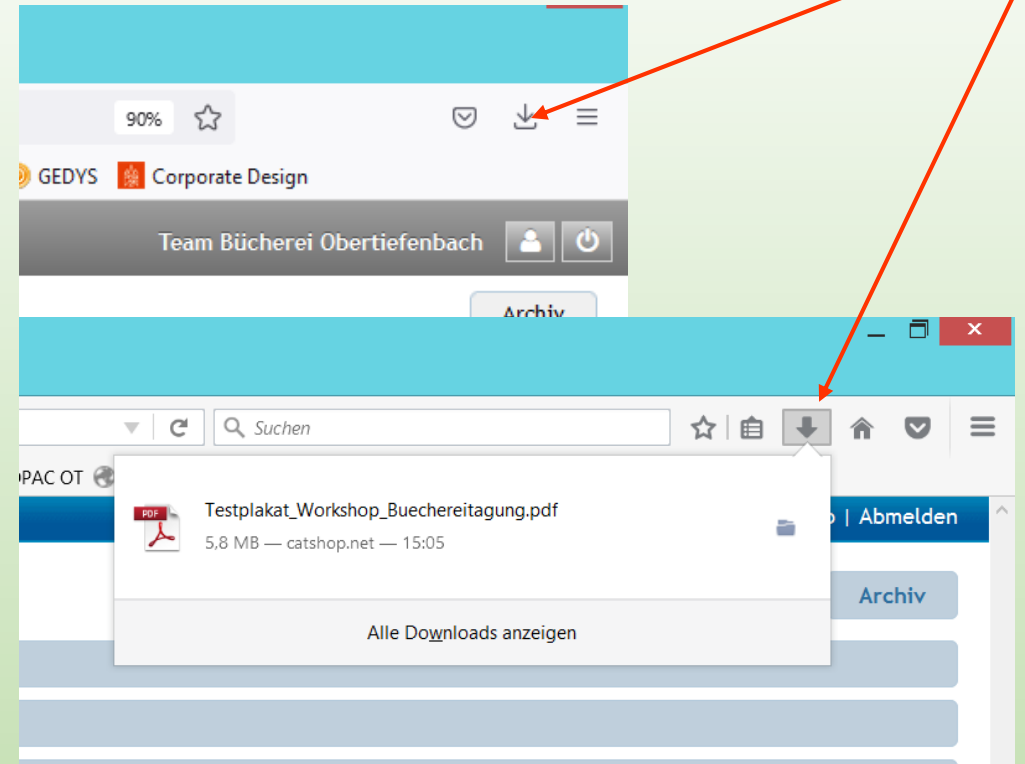 90%
GEDYS Corporate Design
Team Bücherei Obertiefenbach
Archiv
Suchen
OT
PDF
Testplakat_Workshop_Buechereitagung.pdf
5,8 MB — catshop.net — 15:05
| Abmelden
Archiv
Alle Downloads anzeigen